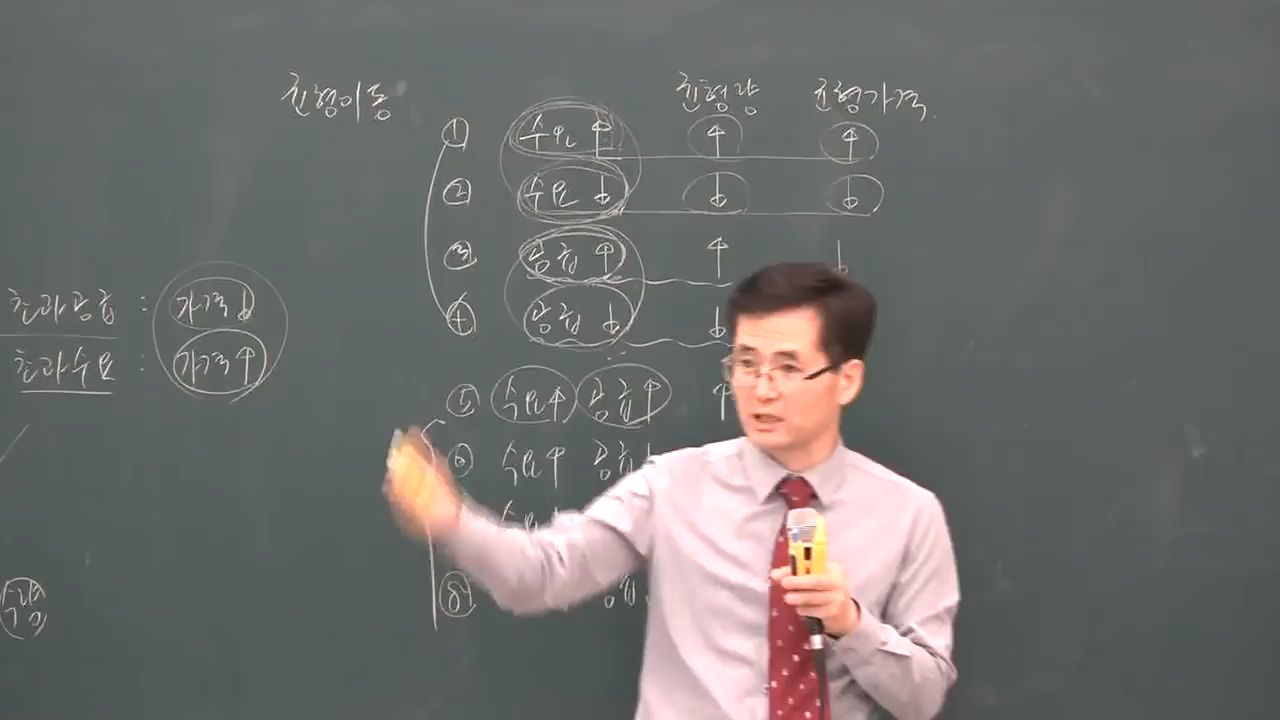 균형이동 균형량 균형가격
① 수요↑ ↑ ↑
② 수요↓ ↓ ↓
③ 공급↑ ↑ ↓
④ 공급↓ ↓
⑤ 수요↑ 공급↑ ↑
⑥ 수요↑ 공급
⑧ 공급
초과공급 : 가격↓
초과수요 : 가격↑